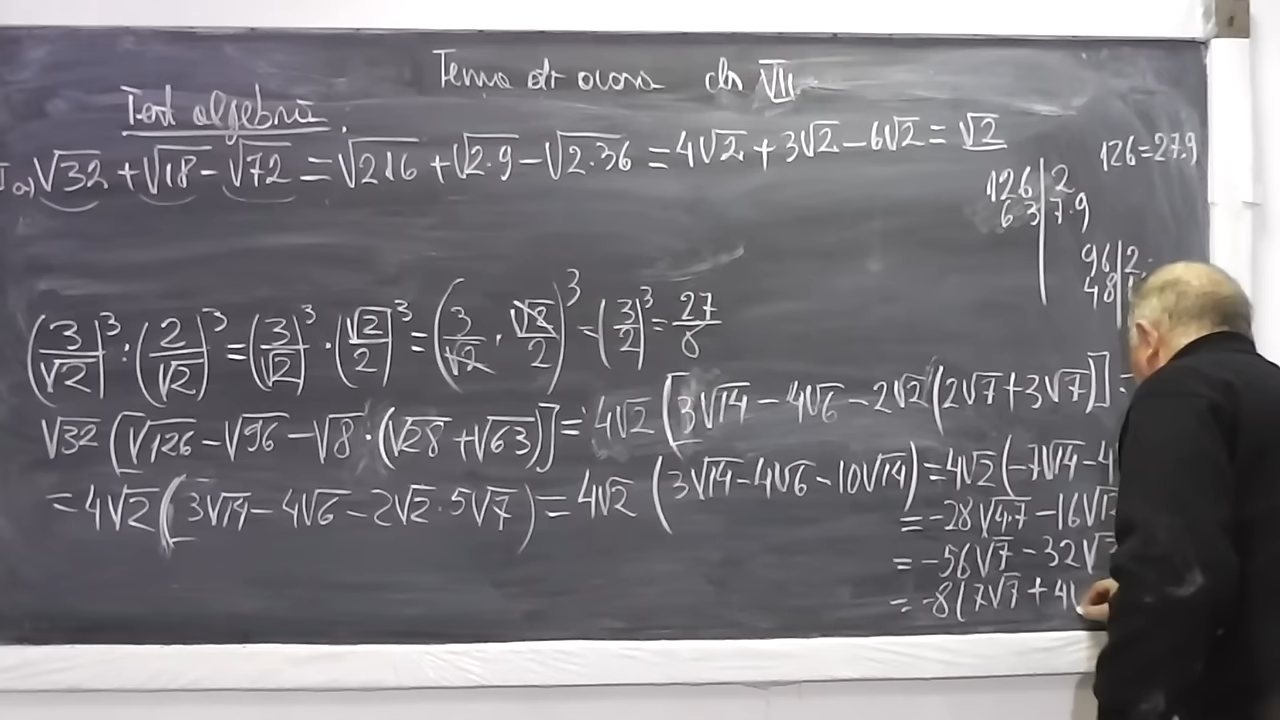 Tema de acasa cls VII
Test algebra
a) √32 + √18 - √72 = √2·16 + √2·9 - √2·36 = 4√2 + 3√2 - 6√2 = √2
126 = 2·7·9
126 | 2
63 | 7·9
96 | 2
48
(3/√2)³ : (2/√2)³ = (3/√2)³ · (√2/2)³ = (3/√2 · √2/2)³ = (3/2)³ = 27/8
√32 [√126 - √96 - √8 · (√28 + √63)] = 4√2 [3√14 - 4√6 - 2√2 (2√7 + 3√7)] =
= 4√2 (3√14 - 4√6 - 2√2 · 5√7) = 4√2 (3√14 - 4√6 - 10√14) = 4√2 (-7√14 - 4
= -28√4·7 - 16√12
= -56√7 - 32√3
= -8(7√7 + 4√